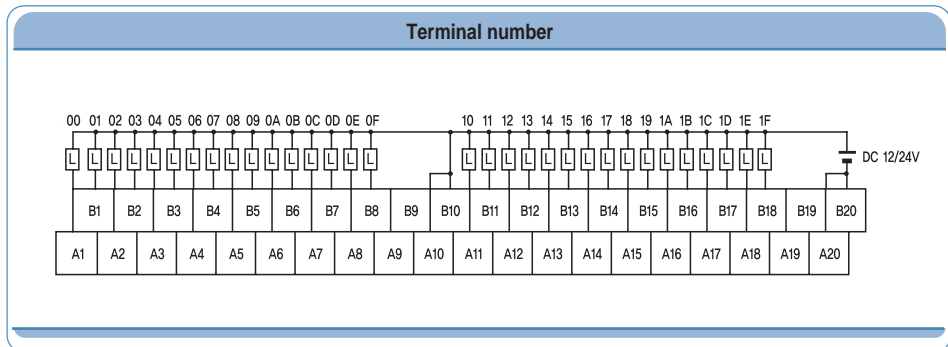 Terminal number
00 01 02 03 04 05 06 07 08 09 0A 0B 0C 0D 0E 0F 10 11 12 13 14 15 16 17 18 19 1A 1B 1C 1D 1E 1F
L L L L L L L L L L L L L L L L L L L L L L L L L L L L L L L L DC 12/24V
B1 B2 B3 B4 B5 B6 B7 B8 B9 B10 B11 B12 B13 B14 B15 B16 B17 B18 B19 B20
A1 A2 A3 A4 A5 A6 A7 A8 A9 A10 A11 A12 A13 A14 A15 A16 A17 A18 A19 A20